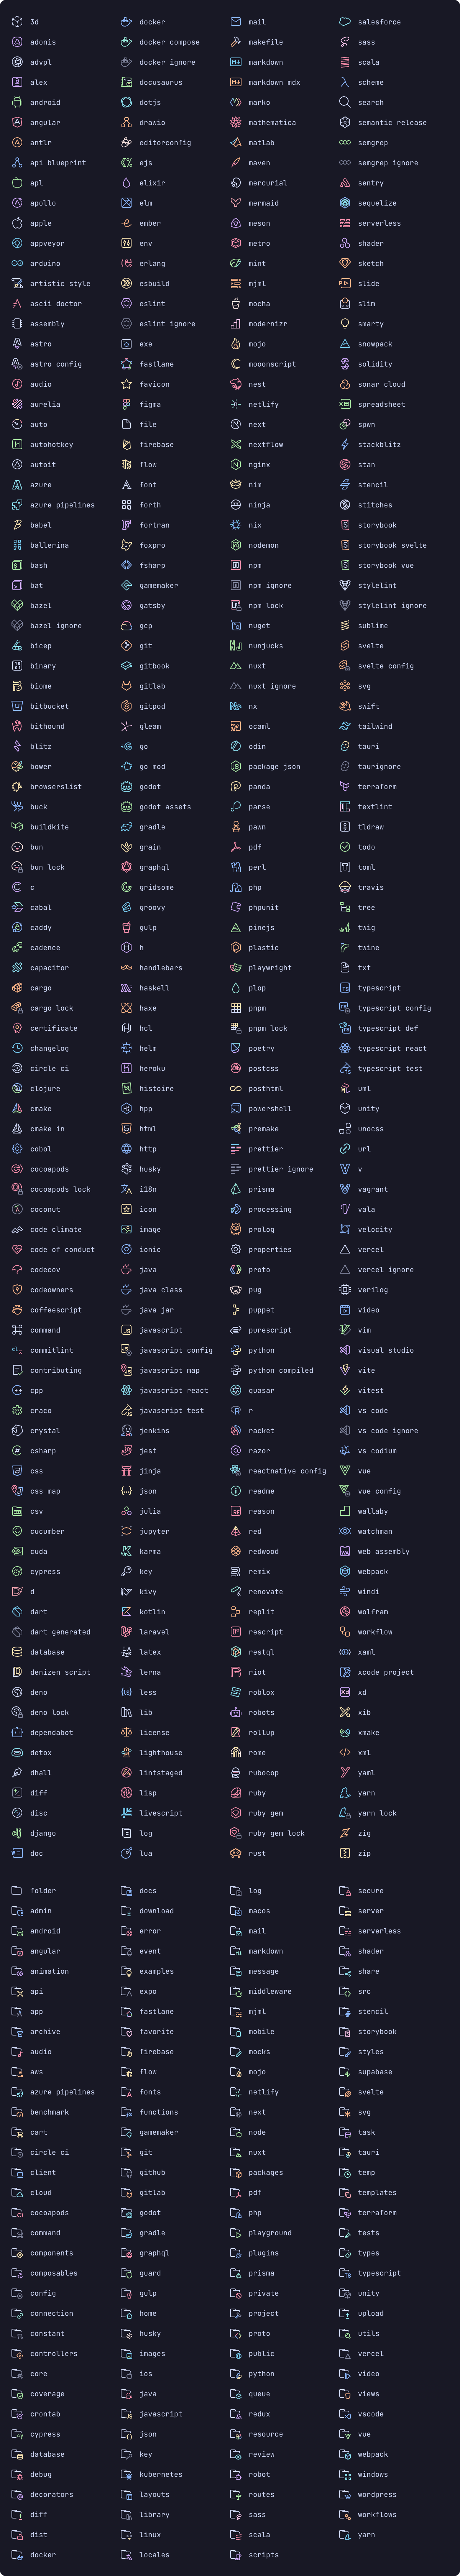 3d
adonis
advpl
alex
android
angular
antlr
api blueprint
apl
apollo
apple
appveyor
arduino
artistic style
ascii doctor
assembly
astro
astro config
audio
aurelia
auto
autohotkey
autoit
azure
azure pipelines
babel
ballerina
bash
bat
bazel
bazel ignore
bicep
binary
biome
bitbucket
bithound
blitz
bower
browserslist
buck
buildkite
bun
bun lock
c
cabal
caddy
cadence
capacitor
cargo
cargo lock
certificate
changelog
circle ci
clojure
cmake
cmake in
cobol
cocoapods
cocoapods lock
coconut
code climate
code of conduct
codecov
codeowners
coffeescript
command
commitlint
contributing
cpp
craco
crystal
csharp
css
css map
csv
cucumber
cuda
cypress
d
dart
dart generated
database
denizen script
deno
deno lock
dependabot
detox
dhall
diff
disc
django
doc
docker
docker compose
docker ignore
docusaurus
dotjs
drawio
editorconfig
ejs
elixir
elm
ember
env
erlang
esbuild
eslint
eslint ignore
exe
fastlane
favicon
figma
file
firebase
flow
font
forth
fortran
foxpro
fsharp
gamemaker
gatsby
gcp
git
gitbook
gitlab
gitpod
gleam
go
go mod
godot
godot assets
gradle
grain
graphql
gridsome
groovy
gulp
h
handlebars
haskell
haxe
hcl
helm
heroku
histoire
hpp
html
http
husky
i18n
icon
image
ionic
java
java class
java jar
javascript
javascript config
javascript map
javascript react
javascript test
jenkins
jest
jinja
json
julia
jupyter
karma
key
kivy
kotlin
laravel
latex
lerna
less
lib
license
lighthouse
lintstaged
lisp
livescript
log
lua
mail
makefile
markdown
markdown mdx
marko
mathematica
matlab
maven
mercurial
mermaid
meson
metro
mint
mjml
mocha
modernizr
mojo
mooonscript
nest
netlify
next
nextflow
nginx
nim
ninja
nix
nodemon
npm
npm ignore
npm lock
nuget
nunjucks
nuxt
nuxt ignore
nx
ocaml
odin
package json
panda
parse
pawn
pdf
perl
php
phpunit
pinejs
plastic
playwright
plop
pnpm
pnpm lock
poetry
postcss
posthtml
powershell
premake
prettier
prettier ignore
prisma
processing
prolog
properties
proto
pug
puppet
purescript
python
python compiled
quasar
r
racket
razor
reactnative config
readme
reason
red
redwood
remix
renovate
replit
rescript
restql
riot
roblox
robots
rollup
rome
rubocop
ruby
ruby gem
ruby gem lock
rust
salesforce
sass
scala
scheme
search
semantic release
semgrep
semgrep ignore
sentry
sequelize
serverless
shader
sketch
slide
slim
smarty
snowpack
solidity
sonar cloud
spreadsheet
spwn
stackblitz
stan
stencil
stitches
storybook
storybook svelte
storybook vue
stylelint
stylelint ignore
sublime
svelte
svelte config
svg
swift
tailwind
tauri
taurignore
terraform
textlint
tldraw
todo
toml
travis
tree
twig
twine
txt
typescript
typescript config
typescript def
typescript react
typescript test
uml
unity
unocss
url
v
vagrant
vala
velocity
vercel
vercel ignore
verilog
video
vim
visual studio
vite
vitest
vs code
vs code ignore
vs codium
vue
vue config
wallaby
watchman
web assembly
webpack
windi
wolfram
workflow
xaml
xcode project
xd
xib
xmake
xml
yaml
yarn
yarn lock
zig
zip
folder
admin
android
angular
animation
api
app
archive
audio
aws
azure pipelines
benchmark
cart
circle ci
client
cloud
cocoapods
command
components
composables
config
connection
constant
controllers
core
coverage
crontab
cypress
database
debug
decorators
diff
dist
docker
docs
download
error
event
examples
expo
fastlane
favorite
firebase
flow
fonts
functions
gamemaker
git
github
gitlab
godot
gradle
graphql
guard
gulp
home
husky
images
ios
java
javascript
json
key
kubernetes
layouts
library
linux
locales
log
macos
mail
markdown
message
middleware
mjml
mobile
mocks
mojo
netlify
next
node
nuxt
packages
pdf
php
playground
plugins
prisma
private
project
proto
public
python
queue
redux
resource
review
robot
routes
sass
scala
scripts
secure
server
serverless
shader
share
src
stencil
storybook
styles
supabase
svelte
svg
task
tauri
temp
templates
terraform
tests
types
typescript
unity
upload
utils
vercel
video
views
vscode
vue
webpack
windows
wordpress
workflows
yarn